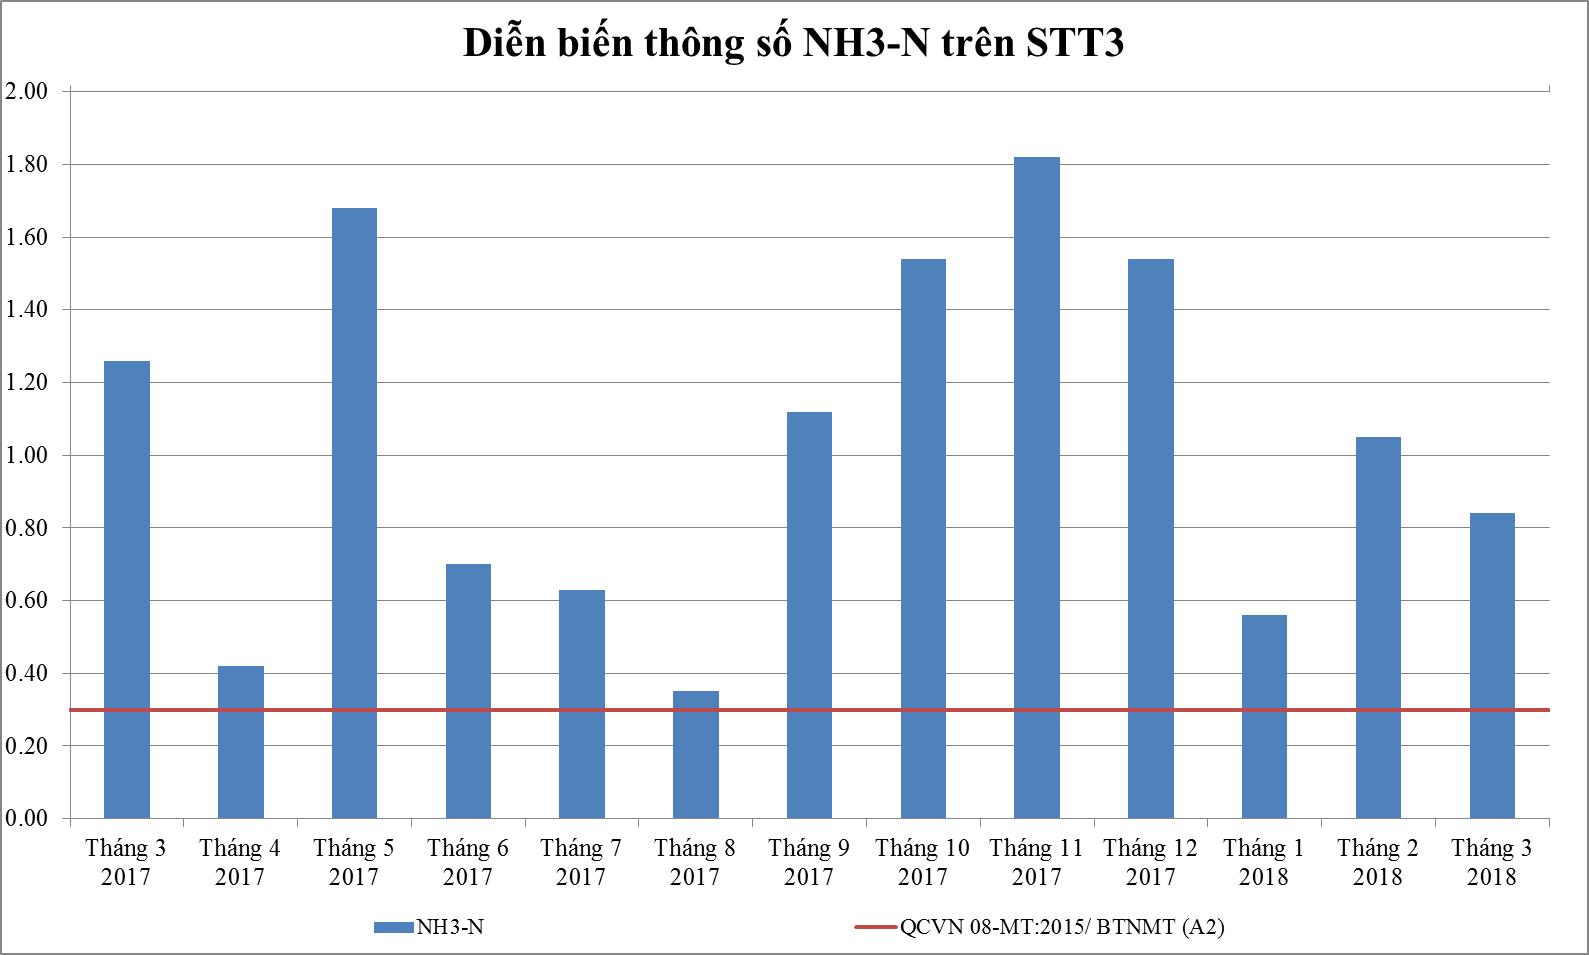 Diễn biến thông số NH3-N trên STT3
2.00
1.80
1.60
1.40
1.20
1.00
0.80
0.60
0.40
0.20
0.00
Tháng 3 Tháng 4 Tháng 5 Tháng 6 Tháng 7 Tháng 8 Tháng 9 Tháng 10 Tháng 11 Tháng 12 Tháng 1 Tháng 2 Tháng 3
2017 2017 2017 2017 2017 2017 2017 2017 2017 2017 2018 2018 2018
NH3-N QCVN 08-MT:2015/ BTNMT (A2)